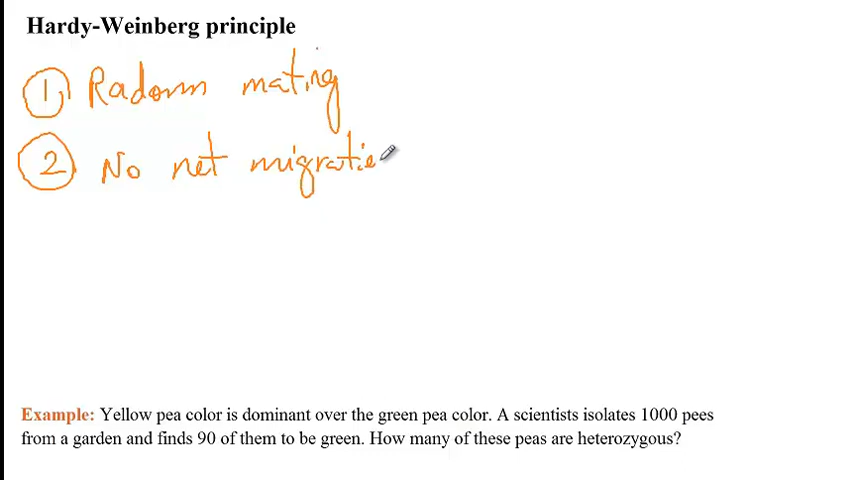 Hardy-Weinberg principle
1, Radomn mating
2 No net migratie
Example: Yellow pea color is dominant over the green pea color. A scientists isolates 1000 pees
from a garden and finds 90 of them to be green. How many of these peas are heterozygous?